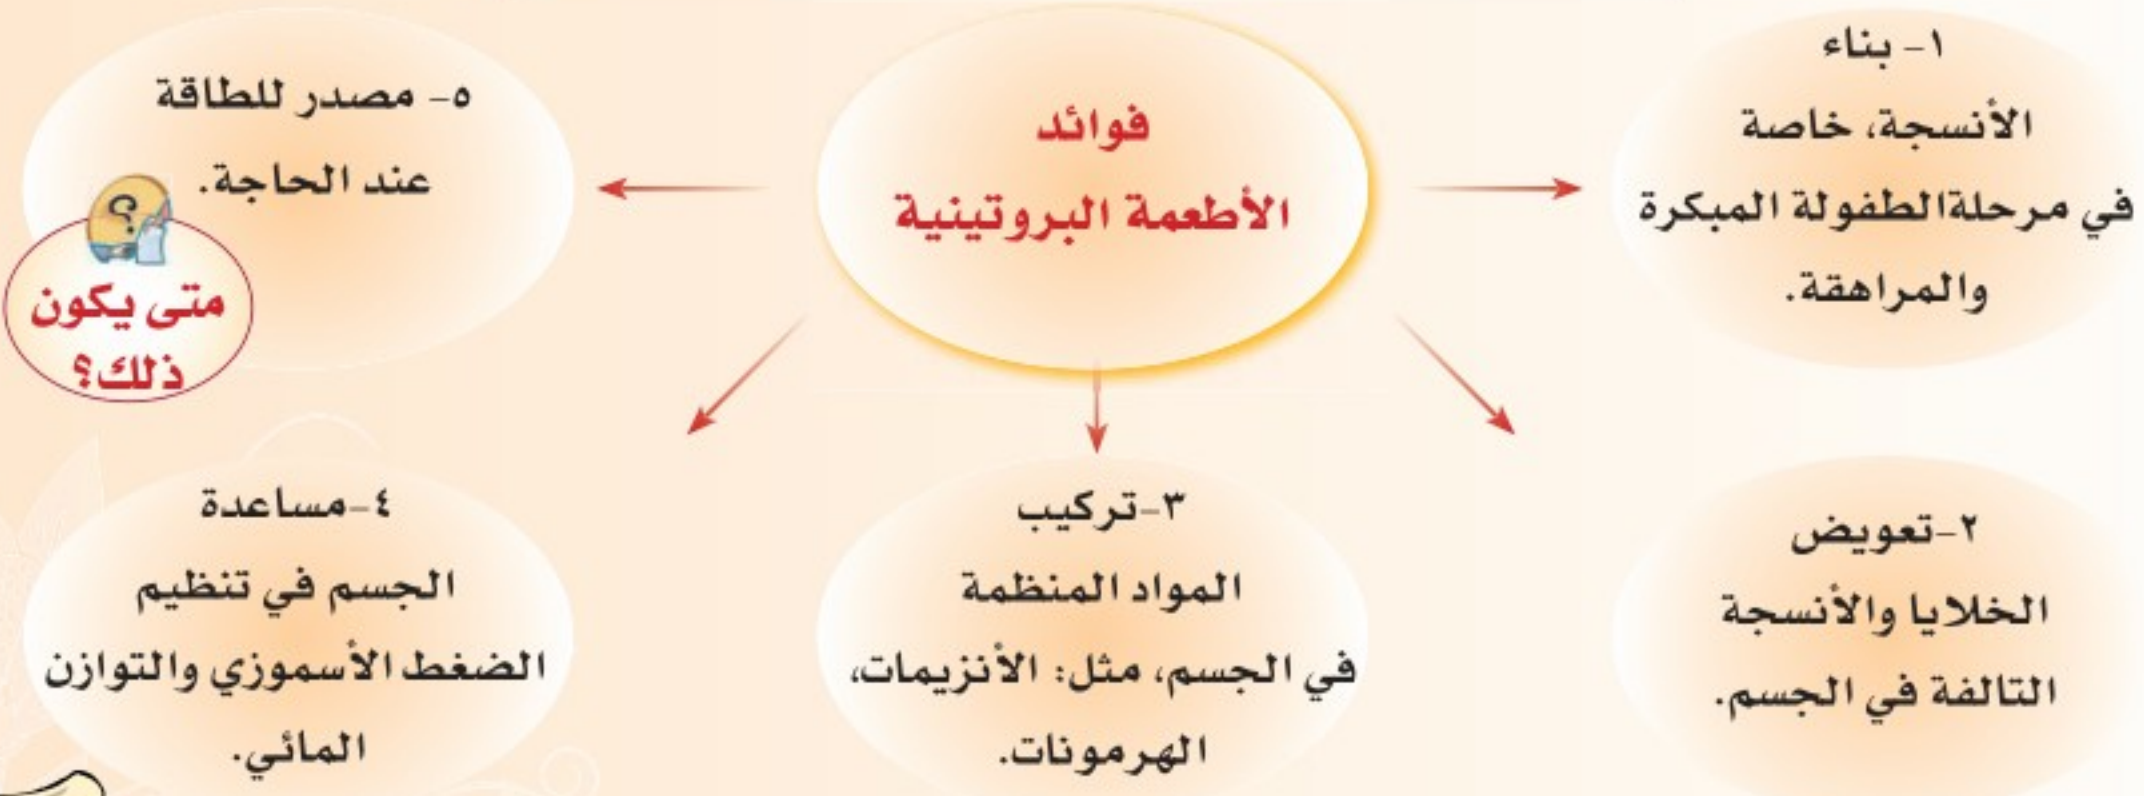 فوائد
الأطعمة البروتينية
١- بناء
الأنسجة، خاصة
في مرحلةالطفولة المبكرة
والمراهقة.
٢-تعويض
الخلايا والأنسجة
التالفة في الجسم.
٣-تركيب
المواد المنظمة
في الجسم، مثل: الأنزيمات،
الهرمونات.
٤-مساعدة
الجسم في تنظيم
الضغط الأسموزي والتوازن
المائي.
٥- مصدر للطاقة
عند الحاجة.
؟
متى يكون
ذلك؟